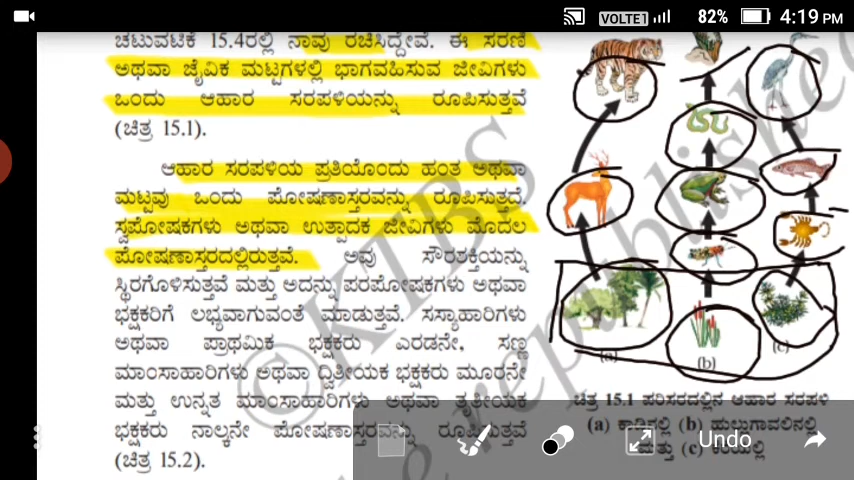 VOLTE1 82% 4:19 PM
ಚಟುವಟಿಕೆ 15.4ರಲ್ಲಿ ನಾವು ರಚಿಸಿದ್ದೇವೆ. ಈ ಸರಣಿ
ಅಥವಾ ಜೈವಿಕ ಮಟ್ಟಗಳಲ್ಲಿ ಭಾಗವಹಿಸುವ ಜೀವಿಗಳು
ಒಂದು ಆಹಾರ ಸರಪಳಿಯನ್ನು ರೂಪಿಸುತ್ತವೆ
(ಚಿತ್ರ 15.1).
ಆಹಾರ ಸರಪಳಿಯ ಪ್ರತಿಯೊಂದು ಹಂತ ಅಥವಾ
ಮಟ್ಟವು ಒಂದು ಪೋಷಣಾಸ್ತರವನ್ನು ರೂಪಿಸುತ್ತದೆ.
ಸ್ವಪೋಷಕಗಳು ಅಥವಾ ಉತ್ಪಾದಕ ಜೀವಿಗಳು ಮೊದಲ
ಪೋಷಣಾಸ್ತರದಲ್ಲಿರುತ್ತವೆ. ಅವು ಸೌರಶಕ್ತಿಯನ್ನು
ಸ್ಥಿರಗೊಳಿಸುತ್ತವೆ ಮತ್ತು ಅದನ್ನು ಪರಪೋಷಕಗಳು ಅಥವಾ
ಭಕ್ಷಕರಿಗೆ ಲಭ್ಯವಾಗುವಂತೆ ಮಾಡುತ್ತವೆ. ಸಸ್ಯಾಹಾರಿಗಳು
ಅಥವಾ ಪ್ರಾಥಮಿಕ ಭಕ್ಷಕರು ಎರಡನೇ, ಸಣ್ಣ
ಮಾಂಸಾಹಾರಿಗಳು ಅಥವಾ ದ್ವಿತೀಯಕ ಭಕ್ಷಕರು ಮೂರನೇ
ಮತ್ತು ಉನ್ನತ ಮಾಂಸಾಹಾರಿಗಳು ಅಥವಾ ತೃತೀಯಕ
ಭಕ್ಷಕರು ನಾಲ್ಕನೇ ಪೋಷಣಾಸ್ತರವನ್ನು ರೂಪಿಸುತ್ತವೆ
(ಚಿತ್ರ 15.2).
(a) (b) (c)
ಚಿತ್ರ 15.1 ಪರಿಸರದಲ್ಲಿನ ಆಹಾರ ಸರಪಳಿ
(a) ಕಾಡಿನಲ್ಲಿ (b) ಹುಲ್ಲುಗಾವಲಿನಲ್ಲಿ
ಮತ್ತು (c)
Undo
©KTBS
republished